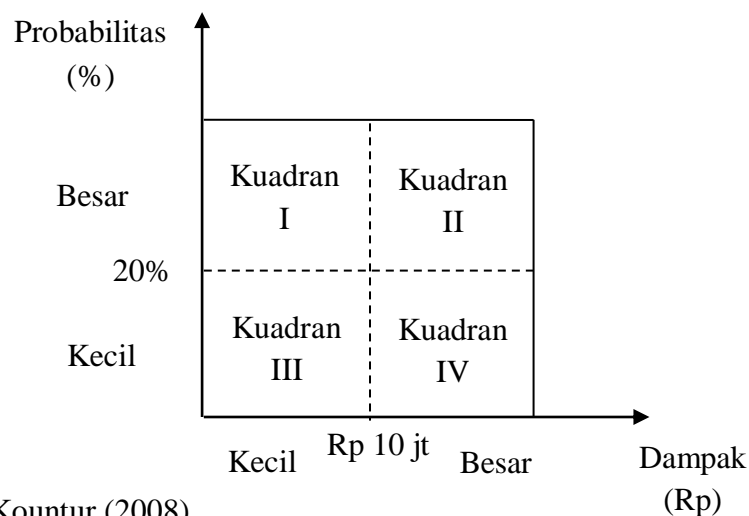 Probabilitas
(%)
Besar
Kuadran
I
Kuadran
II
20%
Kecil
Kuadran
III
Kuadran
IV
Kecil
Rp 10 jt
Besar
Dampak
(Rp)
Kountur (2008)